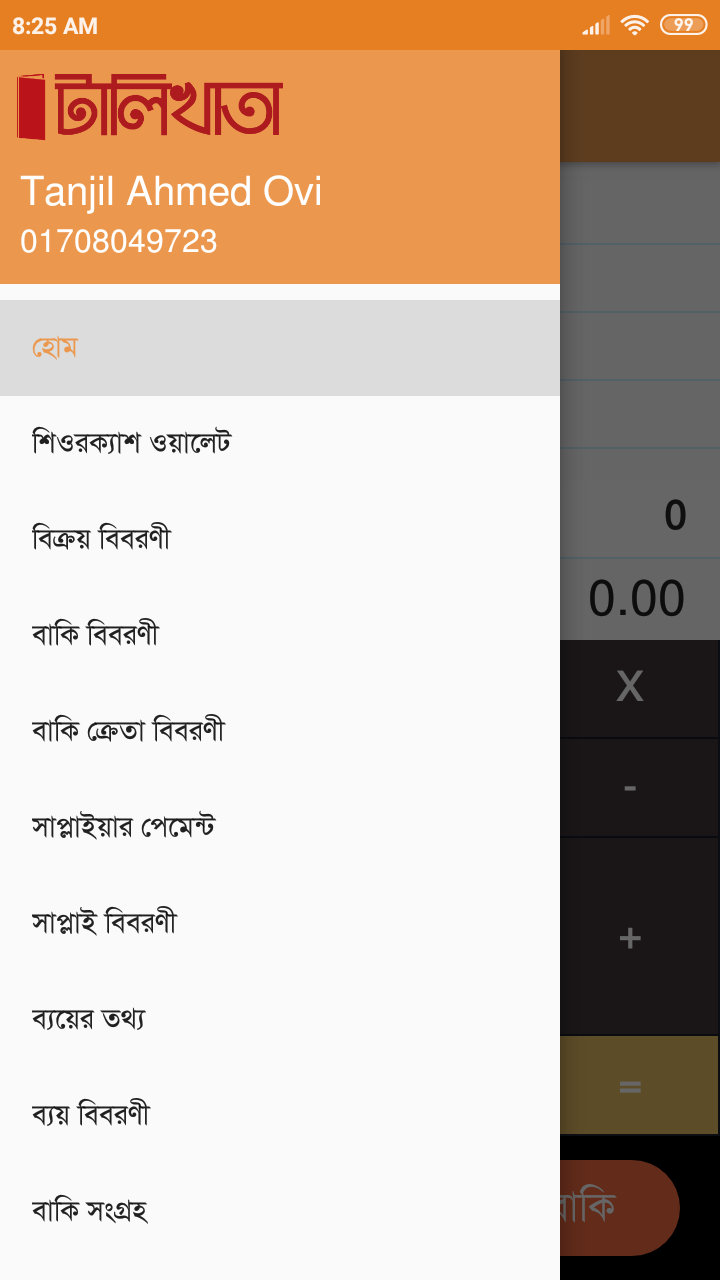 8:25 AM
99
টালিখাতা
Tanjil Ahmed Ovi
01708049723
হোম
শিওরক্যাশ ওয়ালেট
বিক্রয় বিবরণী
বাকি বিবরণী
বাকি ক্রেতা বিবরণী
সাপ্লাইয়ার পেমেন্ট
সাপ্লাই বিবরণী
ব্যয়ের তথ্য
ব্যয় বিবরণী
বাকি সংগ্রহ
0
0.00
X
-
+
=
বাকি